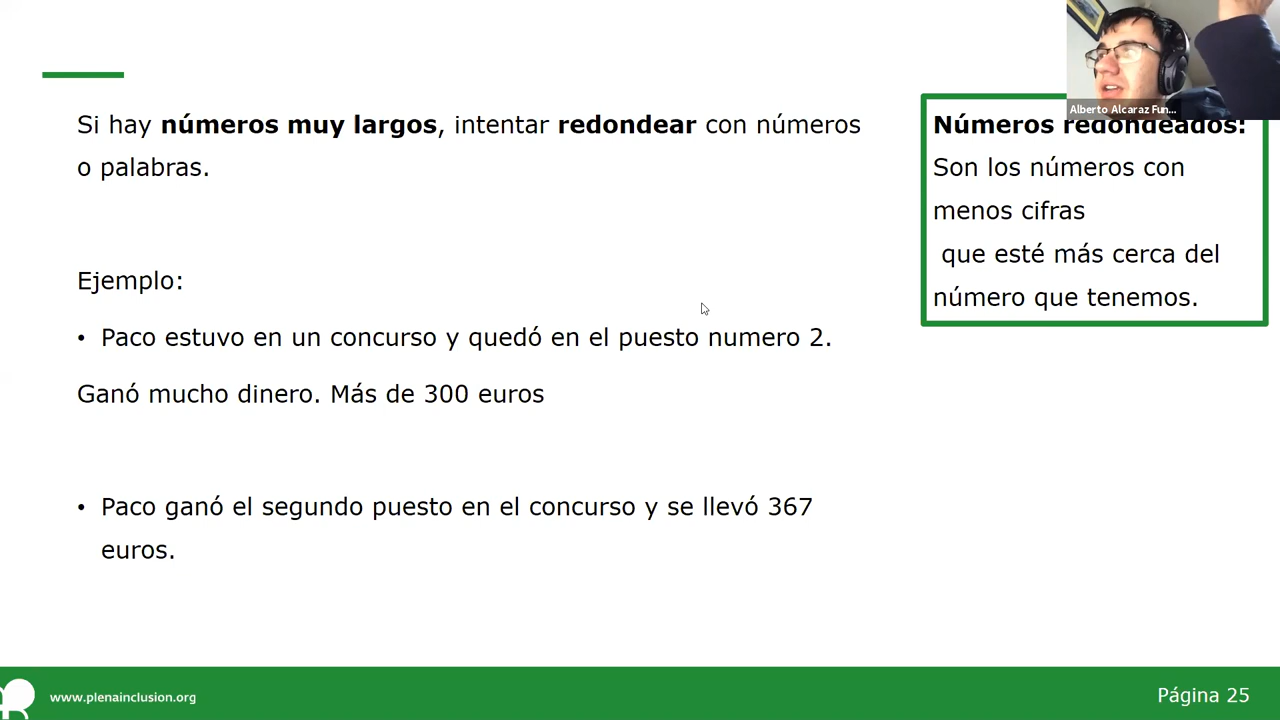 Si hay números muy largos, intentar redondear con números
o palabras.
Ejemplo:
• Paco estuvo en un concurso y quedó en el puesto numero 2.
Ganó mucho dinero. Más de 300 euros
• Paco ganó el segundo puesto en el concurso y se llevó 367
euros.
Alberto Alcaraz Fun...
Números redondeados:
Son los números con
menos cifras
que esté más cerca del
número que tenemos.
www.plenainclusion.org
Página 25